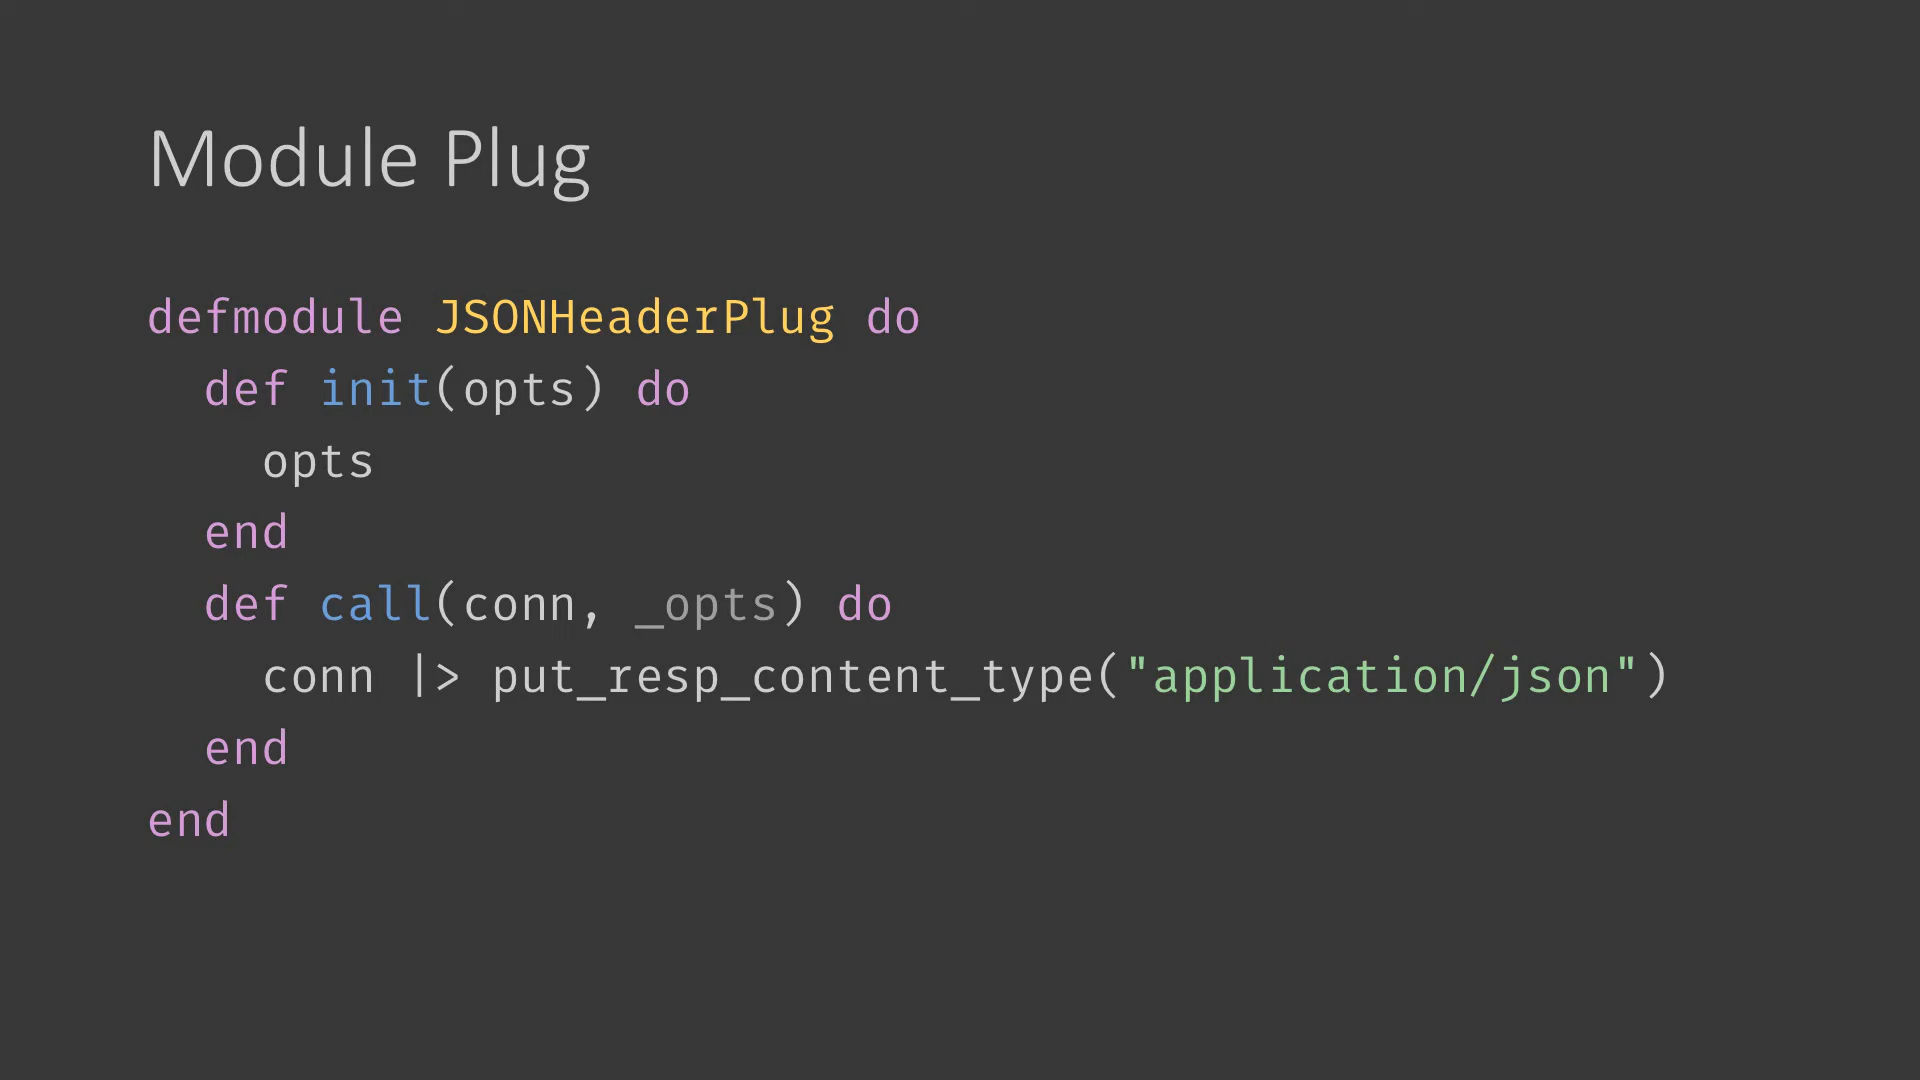 Module Plug
defmodule JSONHeaderPlug do
  def init(opts) do
    opts
  end
  def call(conn, _opts) do
    conn |> put_resp_content_type("application/json")
  end
end